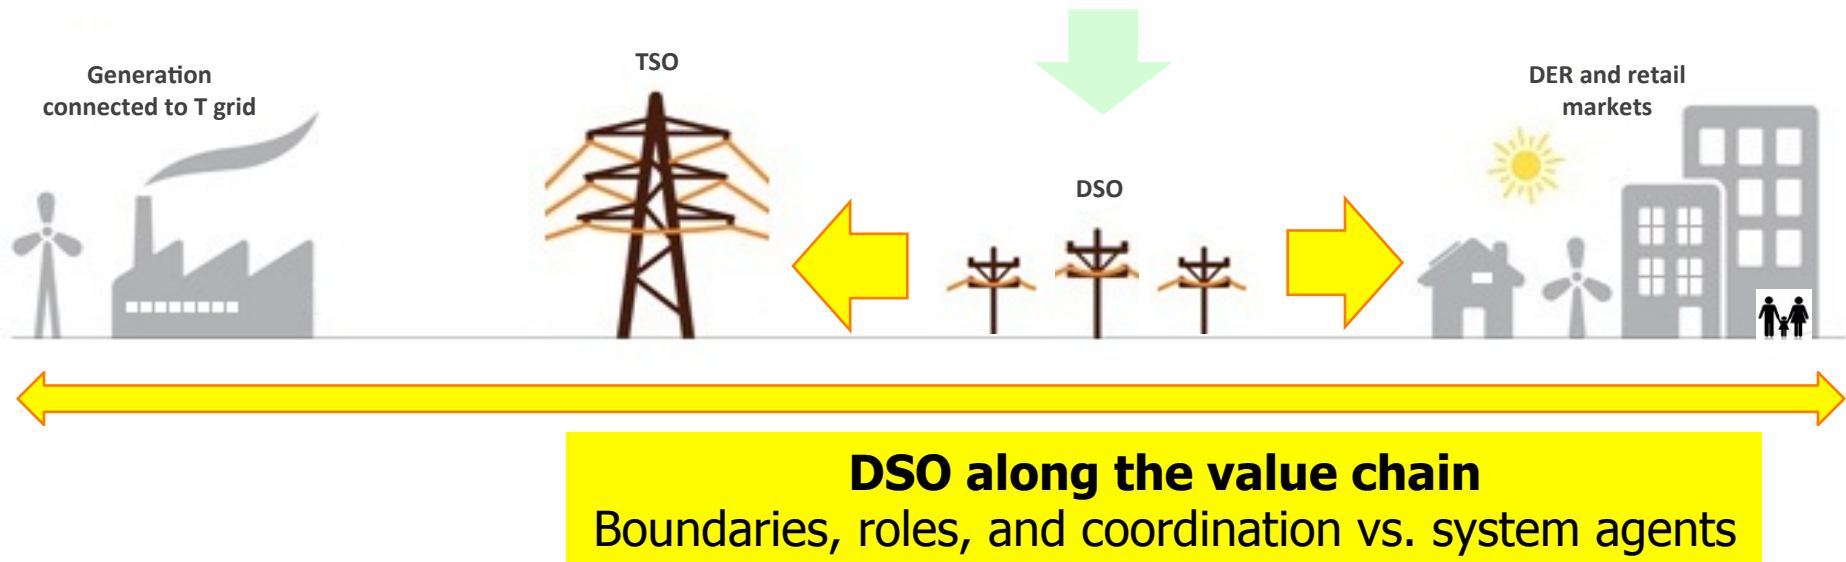 Generation
connected to T grid
TSO
DSO
DER and retail
markets
DSO along the value chain
Boundaries, roles, and coordination vs. system agents